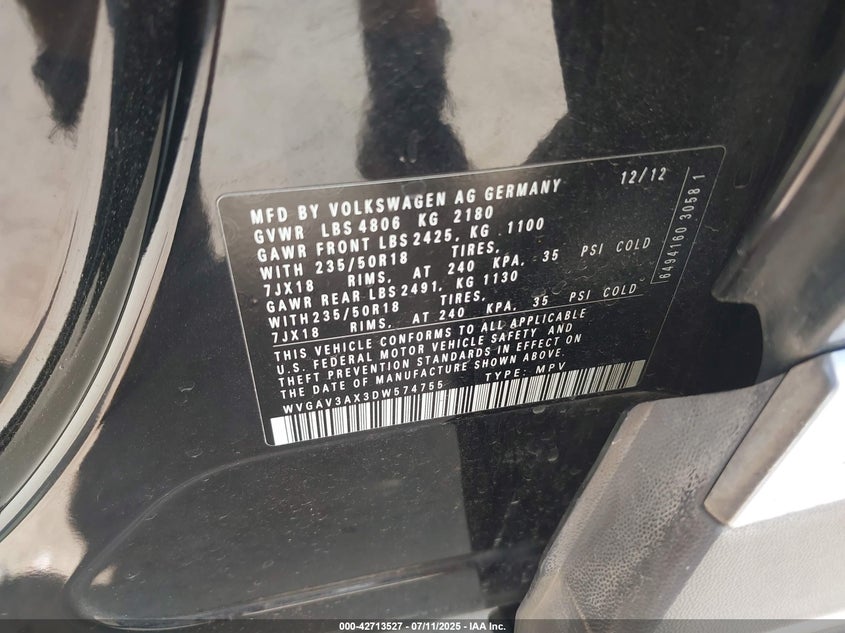 MFD BY VOLKSWAGEN AG GERMANY 12/12
GVWR LBS 4806 KG 2180
GAWR FRONT LBS 2425, KG 1100
WITH 235/50R18 TIRES,
7JX18 RIMS, AT 240 KPA, 35 PSI COLD
GAWR REAR LBS 2491, KG 1130
WITH 235/50R18 TIRES,
7JX18 RIMS, AT 240 KPA, 35 PSI COLD
THIS VEHICLE CONFORMS TO ALL APPLICABLE
U.S. FEDERAL MOTOR VEHICLE SAFETY AND
THEFT PREVENTION STANDARDS IN EFFECT ON
THE DATE OF MANUFACTURE SHOWN ABOVE.
WVGAV3AX3DW574755 TYPE: MPV
6494160 3058 1
000-42713527 - 07/11/2025 - IAA Inc.